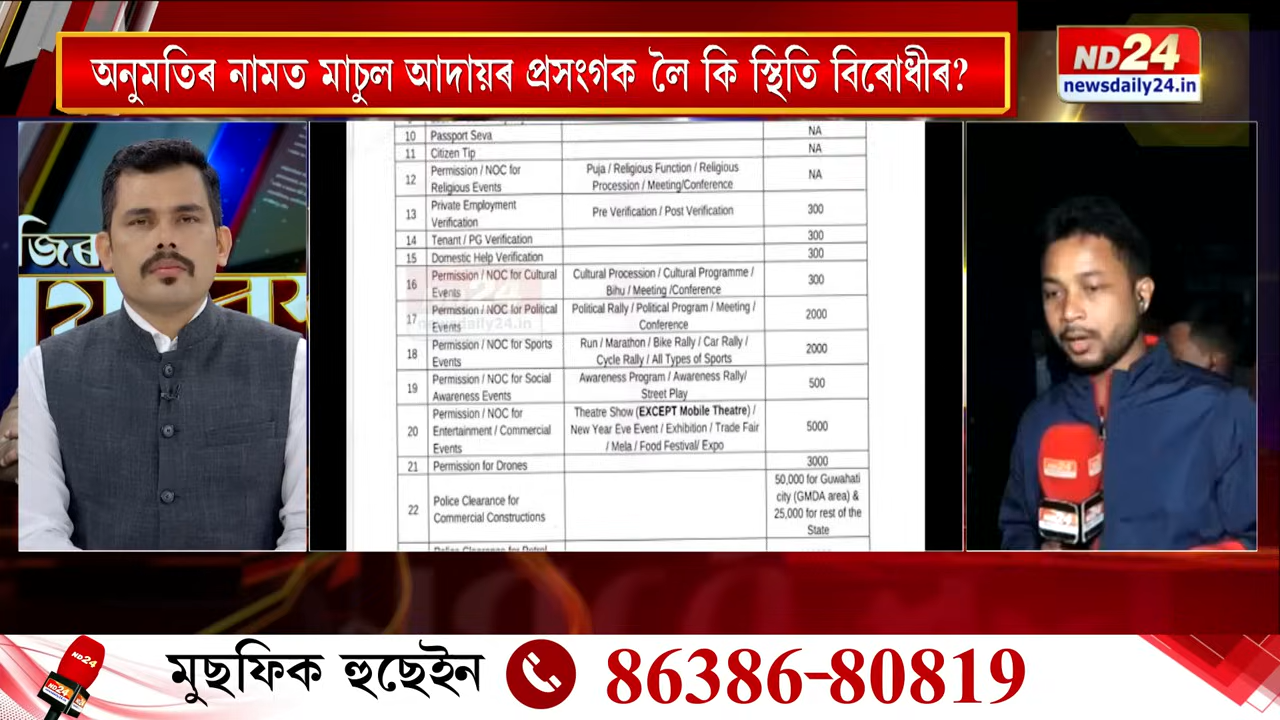 অনুমতিৰ নামত মাচুল আদায়ৰ প্ৰসংগক লৈ কি স্থিতি বিৰোধীৰ?
ND24
newsdaily24.in
জিৰ
10 Passport Seva NA
11 Citizen Tip NA
12 Permission / NOC for Religious Events Puja / Religious Function / Religious Procession / Meeting/Conference NA
13 Private Employment Verification Pre Verification / Post Verification 300
14 Tenant / PG Verification 300
15 Domestic Help Verification 300
16 Permission / NOC for Cultural Events Cultural Procession / Cultural Programme / Bihu / Meeting /Conference 300
17 Permission / NOC for Political Events Political Rally / Political Program / Meeting / Conference 2000
18 Permission / NOC for Sports Events Run / Marathon / Bike Rally / Car Rally / Cycle Rally / All Types of Sports 2000
19 Permission / NOC for Social Awareness Events Awareness Program / Awareness Rally/ Street Play 500
20 Permission / NOC for Entertainment / Commercial Events Theatre Show (EXCEPT Mobile Theatre) / New Year Eve Event / Exhibition / Trade Fair / Mela / Food Festival/ Expo 5000
21 Permission for Drones 3000
22 Police Clearance for Commercial Constructions 50,000 for Guwahati city (GMDA area) & 25,000 for rest of the State
ND24
newsdaily24.in
ND24
ND24
মুছফিক হুছেইন 86386-80819